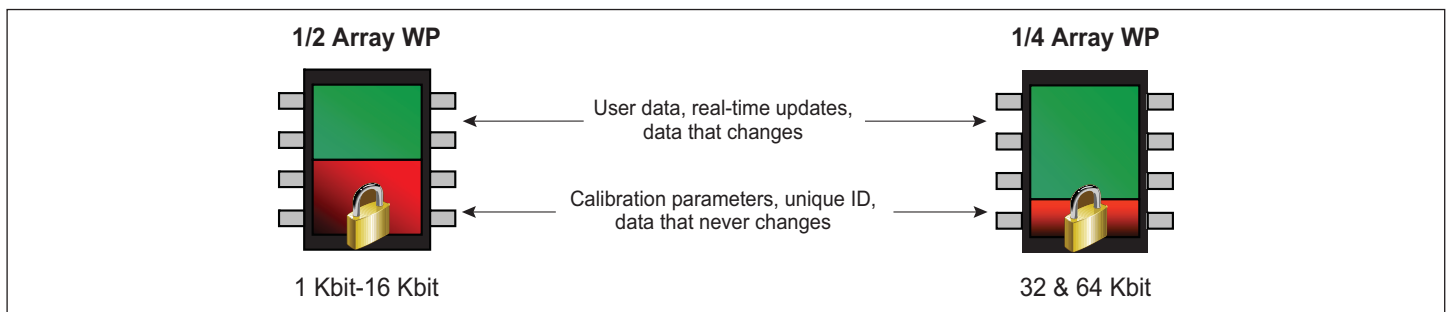 1/2 Array WP
1/4 Array WP
User data, real-time updates,
data that changes
Calibration parameters, unique ID,
data that never changes
1 Kbit-16 Kbit
32 & 64 Kbit